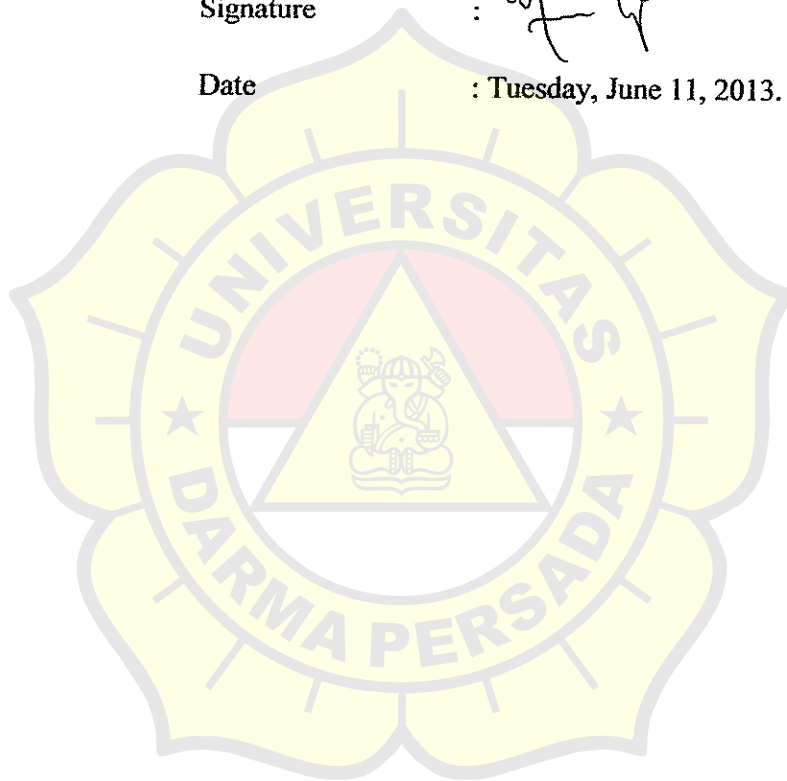 Signature :
Date : Tuesday, June 11, 2013.
UNIVERSITAS
DARMA PERSADA